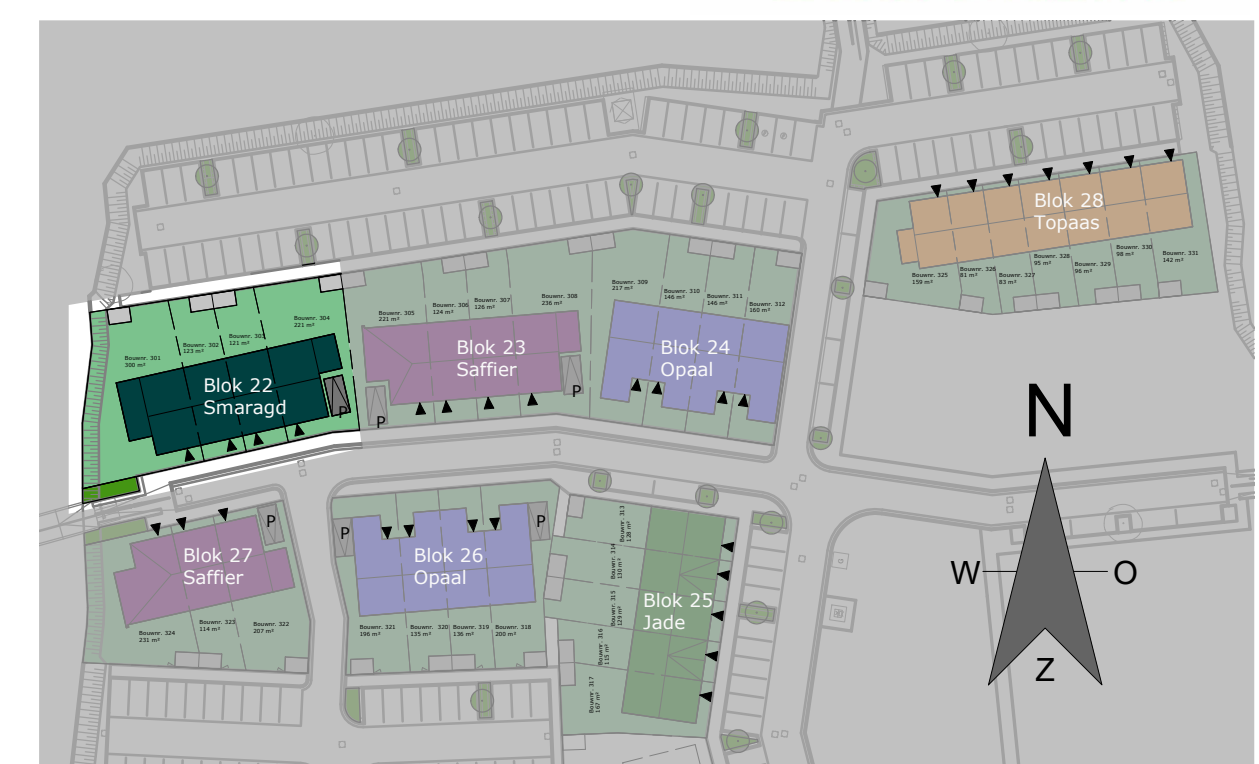 Blok 28
Topaas
Bouwnr. 325
159 m²
Bouwnr. 326
81 m²
Bouwnr. 327
83 m²
Bouwnr. 328
95 m²
Bouwnr. 329
96 m²
Bouwnr. 330
98 m²
Bouwnr. 331
142 m²
Bouwnr. 301
300 m²
Bouwnr. 302
123 m²
Bouwnr. 303
121 m²
Bouwnr. 304
221 m²
Blok 22
Smaragd
P
Bouwnr. 305
221 m²
Bouwnr. 306
124 m²
Bouwnr. 307
126 m²
Bouwnr. 308
236 m²
Blok 23
Saffier
P
P
Bouwnr. 309
217 m²
Bouwnr. 310
146 m²
Bouwnr. 311
146 m²
Bouwnr. 312
160 m²
Blok 24
Opaal
N
W
O
Z
P
Blok 27
Saffier
Bouwnr. 324
231 m²
Bouwnr. 323
114 m²
Bouwnr. 322
207 m²
P
P
Blok 26
Opaal
Bouwnr. 321
196 m²
Bouwnr. 320
135 m²
Bouwnr. 319
136 m²
Bouwnr. 318
200 m²
Bouwnr. 313
128 m²
Bouwnr. 314
130 m²
Bouwnr. 315
129 m²
Bouwnr. 316
115 m²
Bouwnr. 317
167 m²
Blok 25
Jade